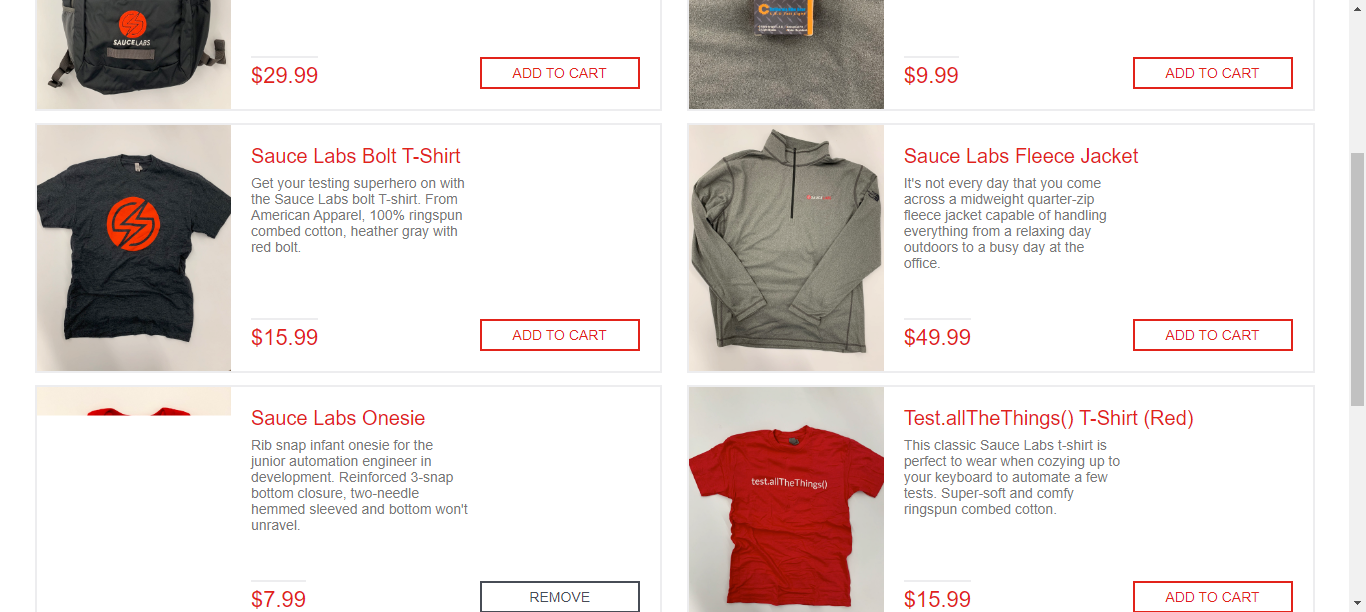 SAUCELABS
$29.99
ADD TO CART
$9.99
ADD TO CART
Sauce Labs Bolt T-Shirt
Get your testing superhero on with
the Sauce Labs bolt T-shirt. From
American Apparel, 100% ringspun
combed cotton, heather gray with
red bolt.
$15.99
ADD TO CART
Sauce Labs Fleece Jacket
It's not every day that you come
across a midweight quarter-zip
fleece jacket capable of handling
everything from a relaxing day
outdoors to a busy day at the
office.
$49.99
ADD TO CART
Sauce Labs Onesie
Rib snap infant onesie for the
junior automation engineer in
development. Reinforced 3-snap
bottom closure, two-needle
hemmed sleeved and bottom won't
unravel.
$7.99
REMOVE
Test.allTheThings() T-Shirt (Red)
This classic Sauce Labs t-shirt is
perfect to wear when cozying up to
your keyboard to automate a few
tests. Super-soft and comfy
ringspun combed cotton.
test.allTheThings()
$15.99
ADD TO CART